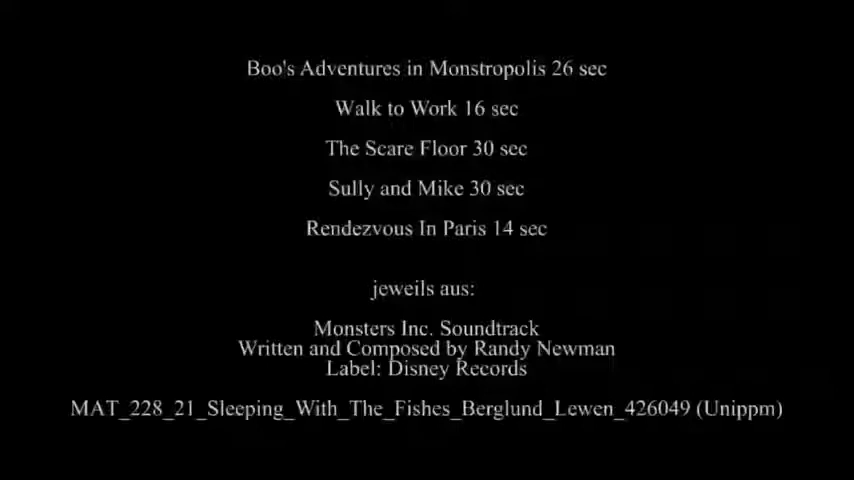 Boo's Adventures in Monstropolis 26 sec
Walk to Work 16 sec
The Scare Floor 30 sec
Sully and Mike 30 sec
Rendezvous In Paris 14 sec
jeweils aus:
Monsters Inc. Soundtrack
Written and Composed by Randy Newman
Label: Disney Records
MAT_228_21_Sleeping_With_The_Fishes_Berglund_Lewen_426049 (Unippm)